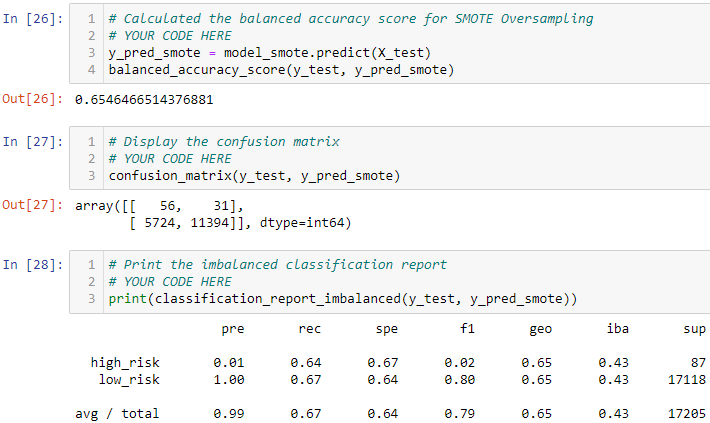 In [26]: 1 # Calculated the balanced accuracy score for SMOTE Oversampling
2 # YOUR CODE HERE
3 y_pred_smote = model_smote.predict(X_test)
4 balanced_accuracy_score(y_test, y_pred_smote)
Out[26]: 0.6546466514376881
In [27]: 1 # Display the confusion matrix
2 # YOUR CODE HERE
3 confusion_matrix(y_test, y_pred_smote)
Out[27]: array([[ 56, 31],
[ 5724, 11394]], dtype=int64)
In [28]: 1 # Print the imbalanced classification report
2 # YOUR CODE HERE
3 print(classification_report_imbalanced(y_test, y_pred_smote))
pre rec spe f1 geo iba sup
high_risk 0.01 0.64 0.67 0.02 0.65 0.43 87
low_risk 1.00 0.67 0.64 0.80 0.65 0.43 17118
avg / total 0.99 0.67 0.64 0.79 0.65 0.43 17205